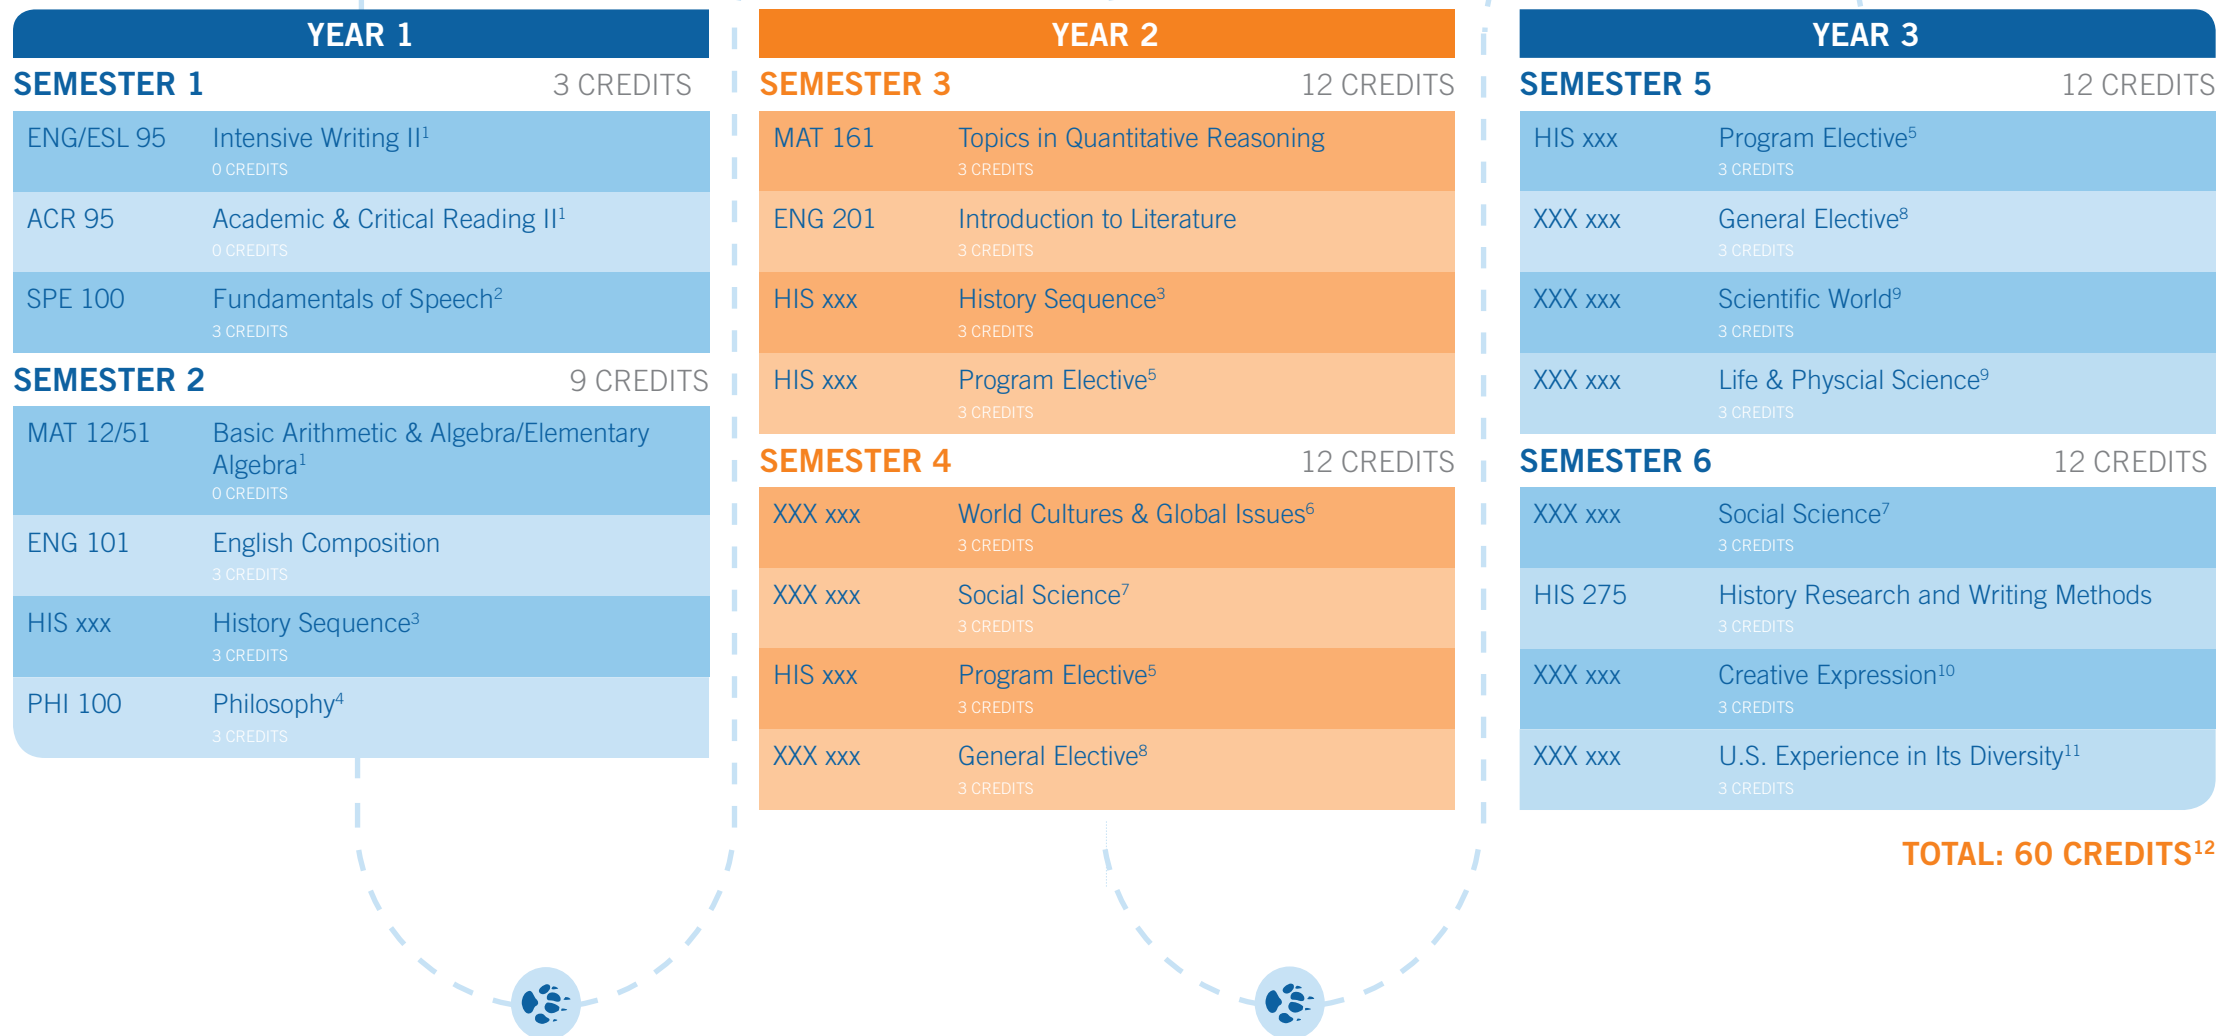 YEAR 1
SEMESTER 1 3 CREDITS
ENG/ESL 95 Intensive Writing II¹
0 CREDITS
ACR 95 Academic & Critical Reading II¹
0 CREDITS
SPE 100 Fundamentals of Speech²
3 CREDITS
SEMESTER 2 9 CREDITS
MAT 12/51 Basic Arithmetic & Algebra/Elementary
Algebra¹
0 CREDITS
ENG 101 English Composition
3 CREDITS
HIS xxx History Sequence³
3 CREDITS
PHI 100 Philosophy⁴
3 CREDITS
YEAR 2
SEMESTER 3 12 CREDITS
MAT 161 Topics in Quantitative Reasoning
3 CREDITS
ENG 201 Introduction to Literature
3 CREDITS
HIS xxx History Sequence³
3 CREDITS
HIS xxx Program Elective⁵
3 CREDITS
SEMESTER 4 12 CREDITS
XXX xxx World Cultures & Global Issues⁶
3 CREDITS
XXX xxx Social Science⁷
3 CREDITS
HIS xxx Program Elective⁵
3 CREDITS
XXX xxx General Elective⁸
3 CREDITS
YEAR 3
SEMESTER 5 12 CREDITS
HIS xxx Program Elective⁵
3 CREDITS
XXX xxx General Elective⁸
3 CREDITS
XXX xxx Scientific World⁹
3 CREDITS
XXX xxx Life & Physcial Science⁹
3 CREDITS
SEMESTER 6 12 CREDITS
XXX xxx Social Science⁷
3 CREDITS
HIS 275 History Research and Writing Methods
3 CREDITS
XXX xxx Creative Expression¹⁰
3 CREDITS
XXX xxx U.S. Experience in Its Diversity¹¹
3 CREDITS
TOTAL: 60 CREDITS¹²